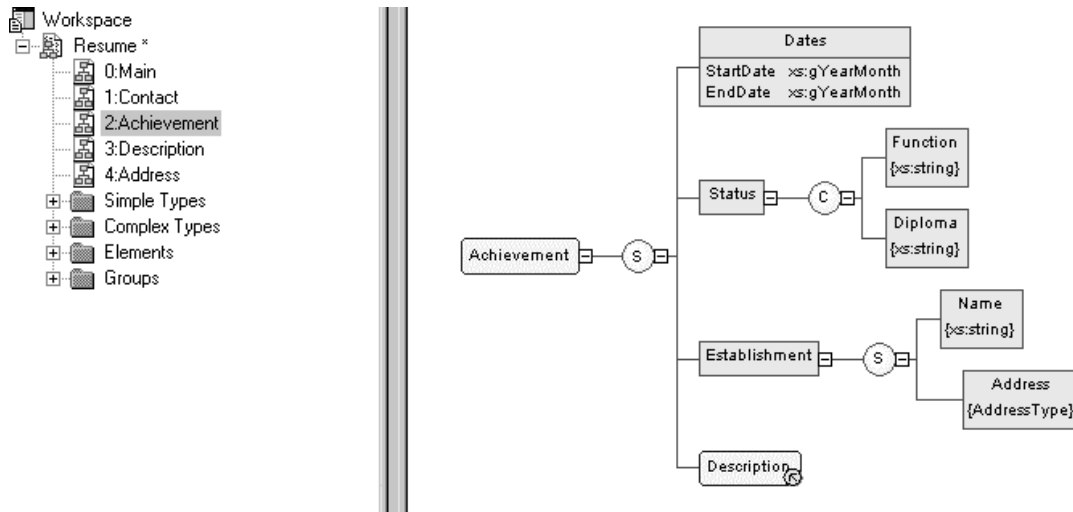 Workspace
Resume *
0:Main
1:Contact
2:Achievement
3:Description
4:Address
Simple Types
Complex Types
Elements
Groups
Dates
StartDate xs:gYearMonth
EndDate xs:gYearMonth
Function
{xs:string}
Status
C
Diploma
{xs:string}
Achievement
S
Name
{xs:string}
Establishment
S
Address
{AddressType}
Description